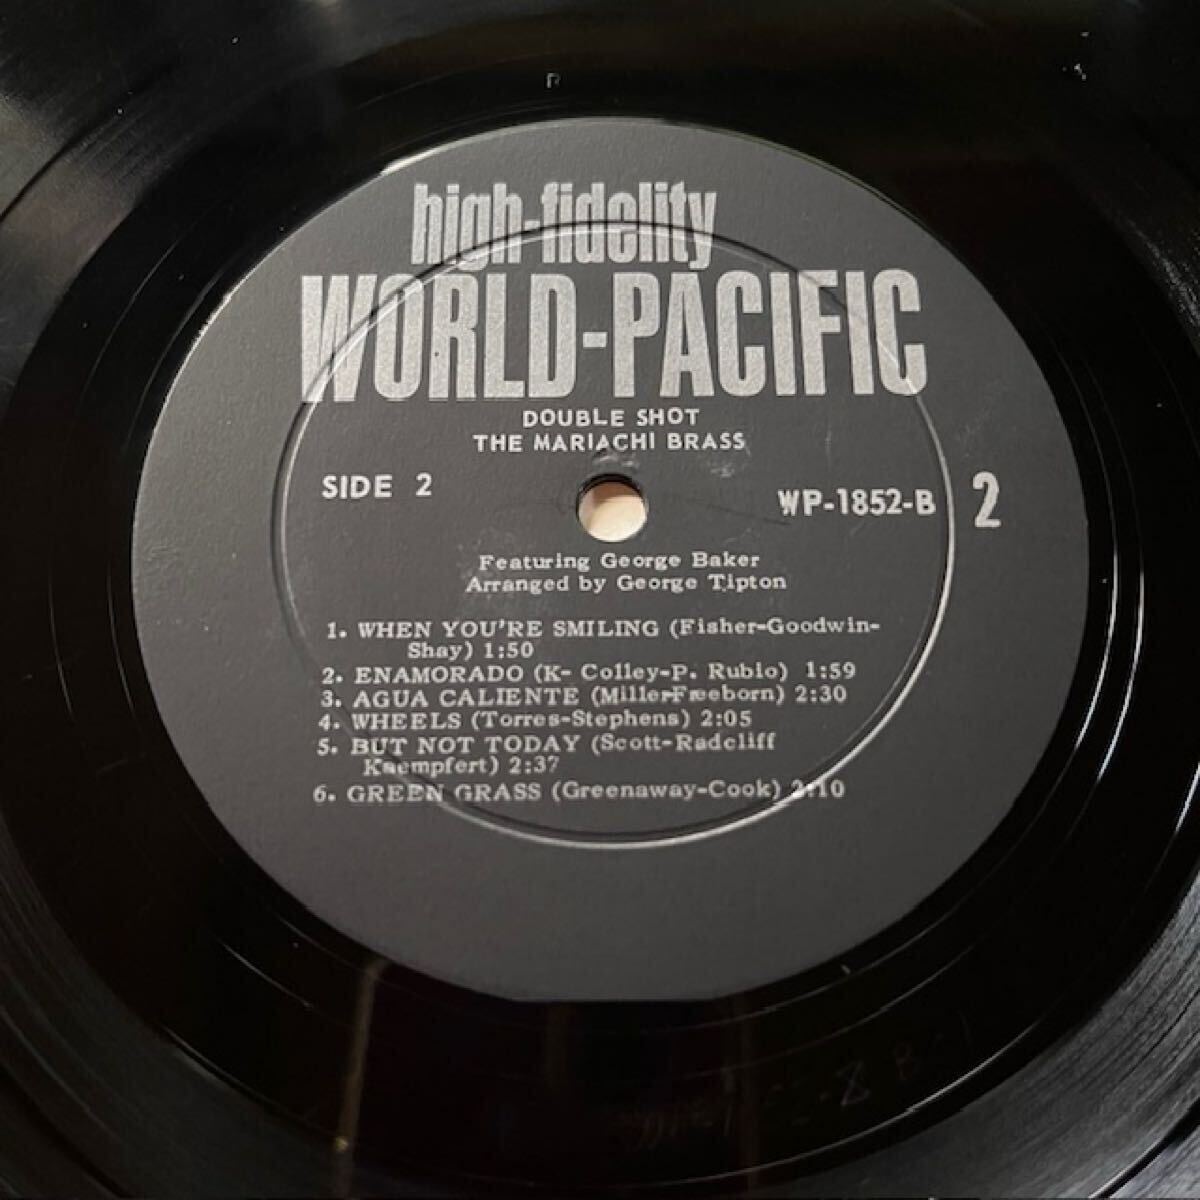 high-fidelity
WORLD-PACIFIC
DOUBLE SHOT
THE MARIACHI BRASS
SIDE 2
WP-1852-B 2
Featuring George Baker
Arranged by George Tipton
1. WHEN YOU'RE SMILING (Fisher-Goodwin-
Shay) 1:50
2. ENAMORADO (K- Colley-P. Rubio) 1:59
3. AGUA CALIENTE (Miller-Freeborn) 2:30
4. WHEELS (Torres-Stephens) 2:05
5. BUT NOT TODAY (Scott-Radcliff
Kaempfert) 2:37
6. GREEN GRASS (Greenaway-Cook) 2:10